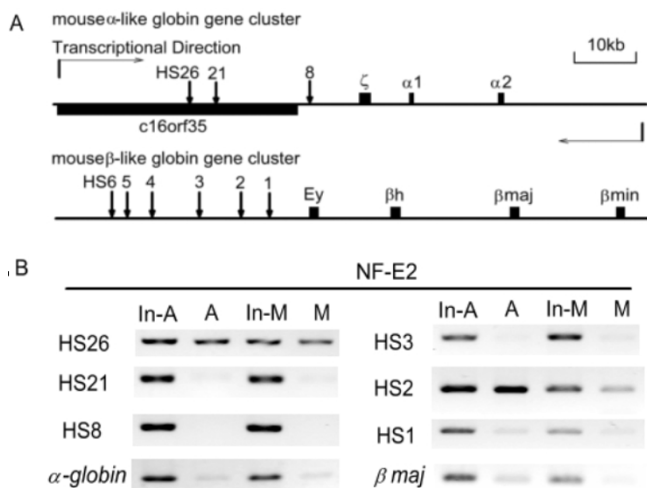 A
mouseα-like globin gene cluster
Transcriptional Direction
10kb
HS26 21 8 ζ α1 α2
c16orf35
mouseβ-like globin gene cluster
HS6 5 4 3 2 1 Ey βh βmaj βmin
B
NF-E2
In-A A In-M M
HS26
HS21
HS8
α-globin
In-A A In-M M
HS3
HS2
HS1
β maj